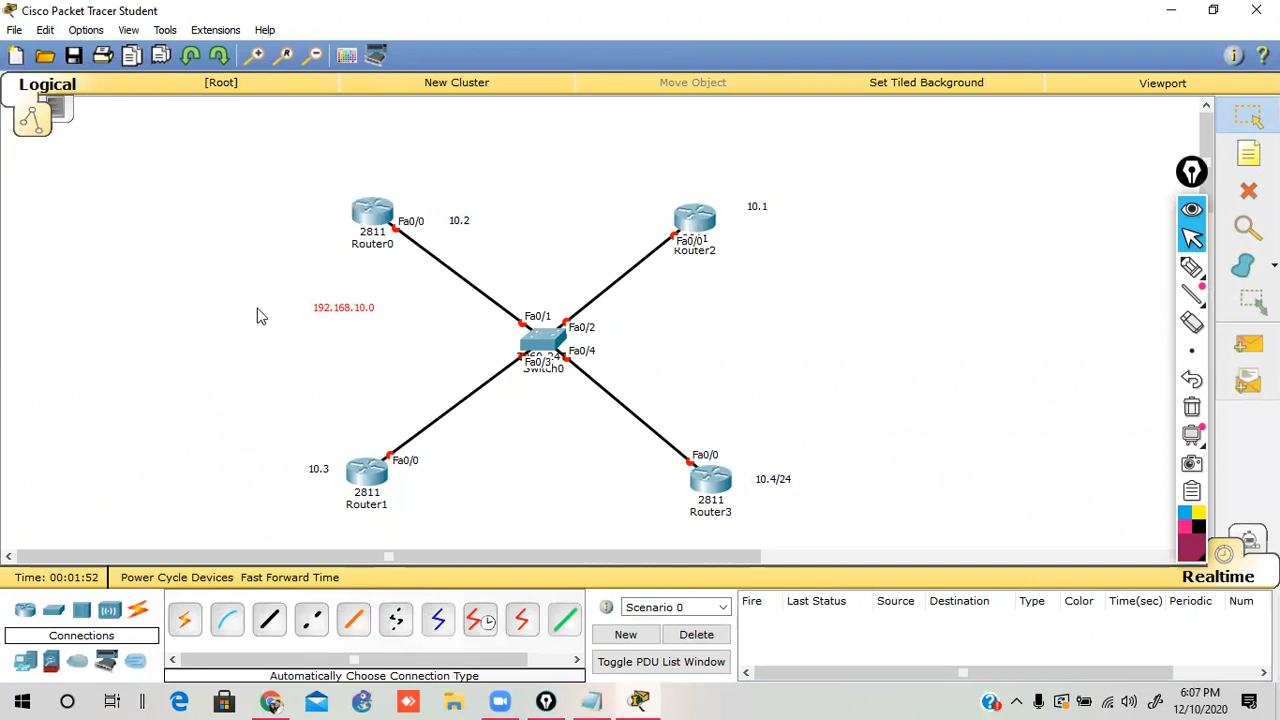 Cisco Packet Tracer Student
File Edit Options View Tools Extensions Help
Logical
[Root]
New Cluster
Move Object
Set Tiled Background
Viewport
Fa0/0
10.2
2811
Router0
10.1
Fa0/0
Router2
192.168.10.0
Fa0/1
Fa0/2
Fa0/4
Fa0/3
Switch0
10.3
Fa0/0
2811
Router1
Fa0/0
10.4/24
2811
Router3
Time: 00:01:52
Power Cycle Devices Fast Forward Time
Realtime
Connections
Automatically Choose Connection Type
Scenario 0
New
Delete
Toggle PDU List Window
Fire Last Status Source Destination Type Color Time(sec) Periodic Num
6:07 PM
12/10/2020